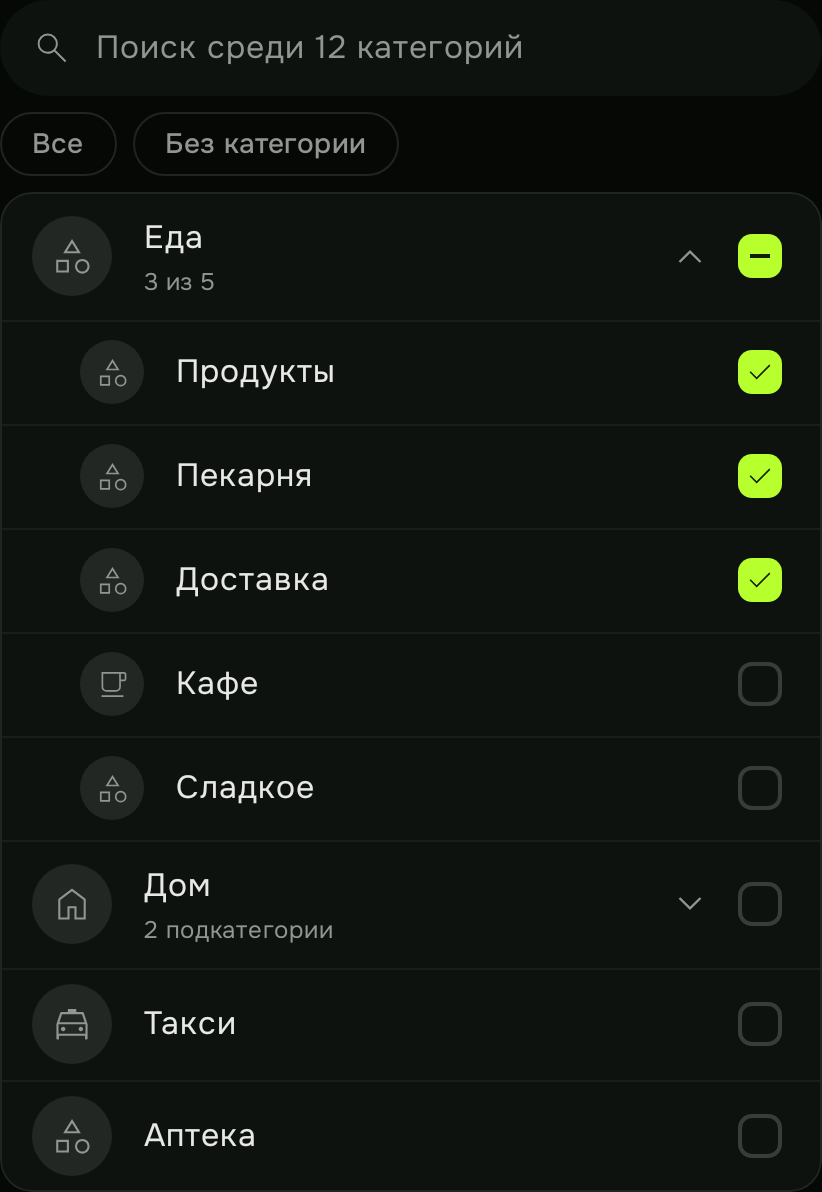 Поиск среди 12 категорий
Все
Без категории
Еда
3 из 5
Продукты
Пекарня
Доставка
Кафе
Сладкое
Дом
2 подкатегории
Такси
Аптека